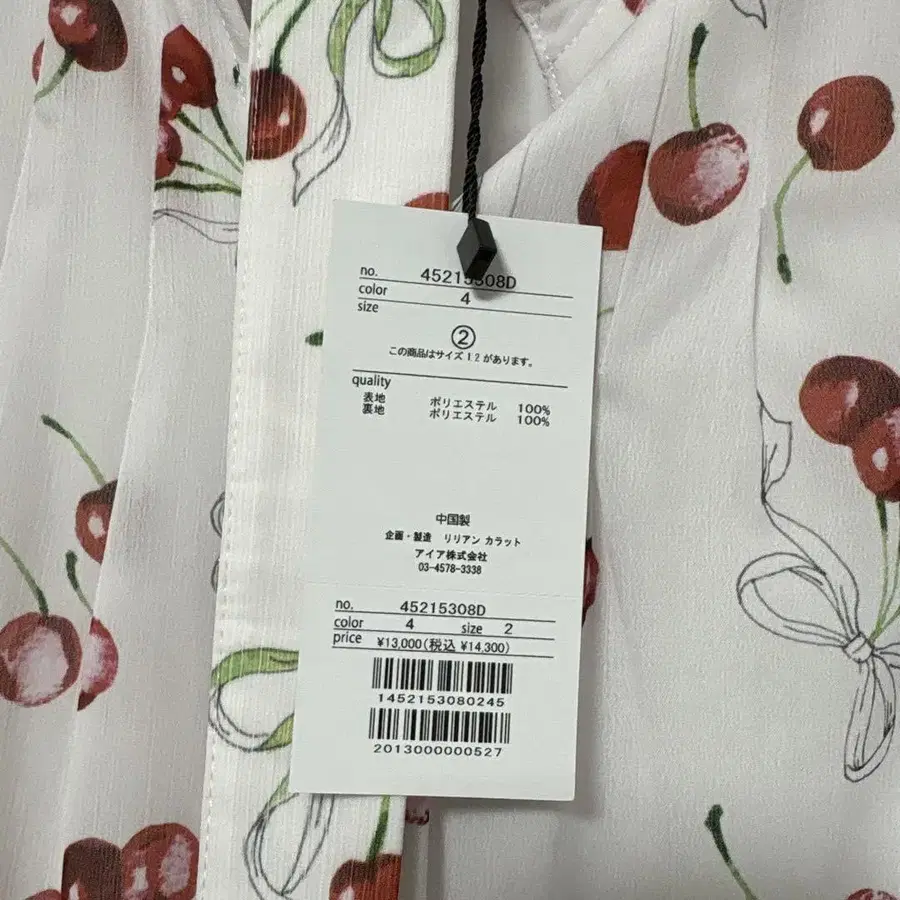 no. 45215308D
color 4
size
②
この商品はサイズ 1.2 があります。
quality
表地 ポリエステル 100%
裏地 ポリエステル 100%
中国製
企画・製造 リリアン カラット
アイア株式会社
03-4578-3338
no. 45215308D
color 4 size 2
price ¥13,000(税込 ¥14,300)
1452153080245
2013000000527